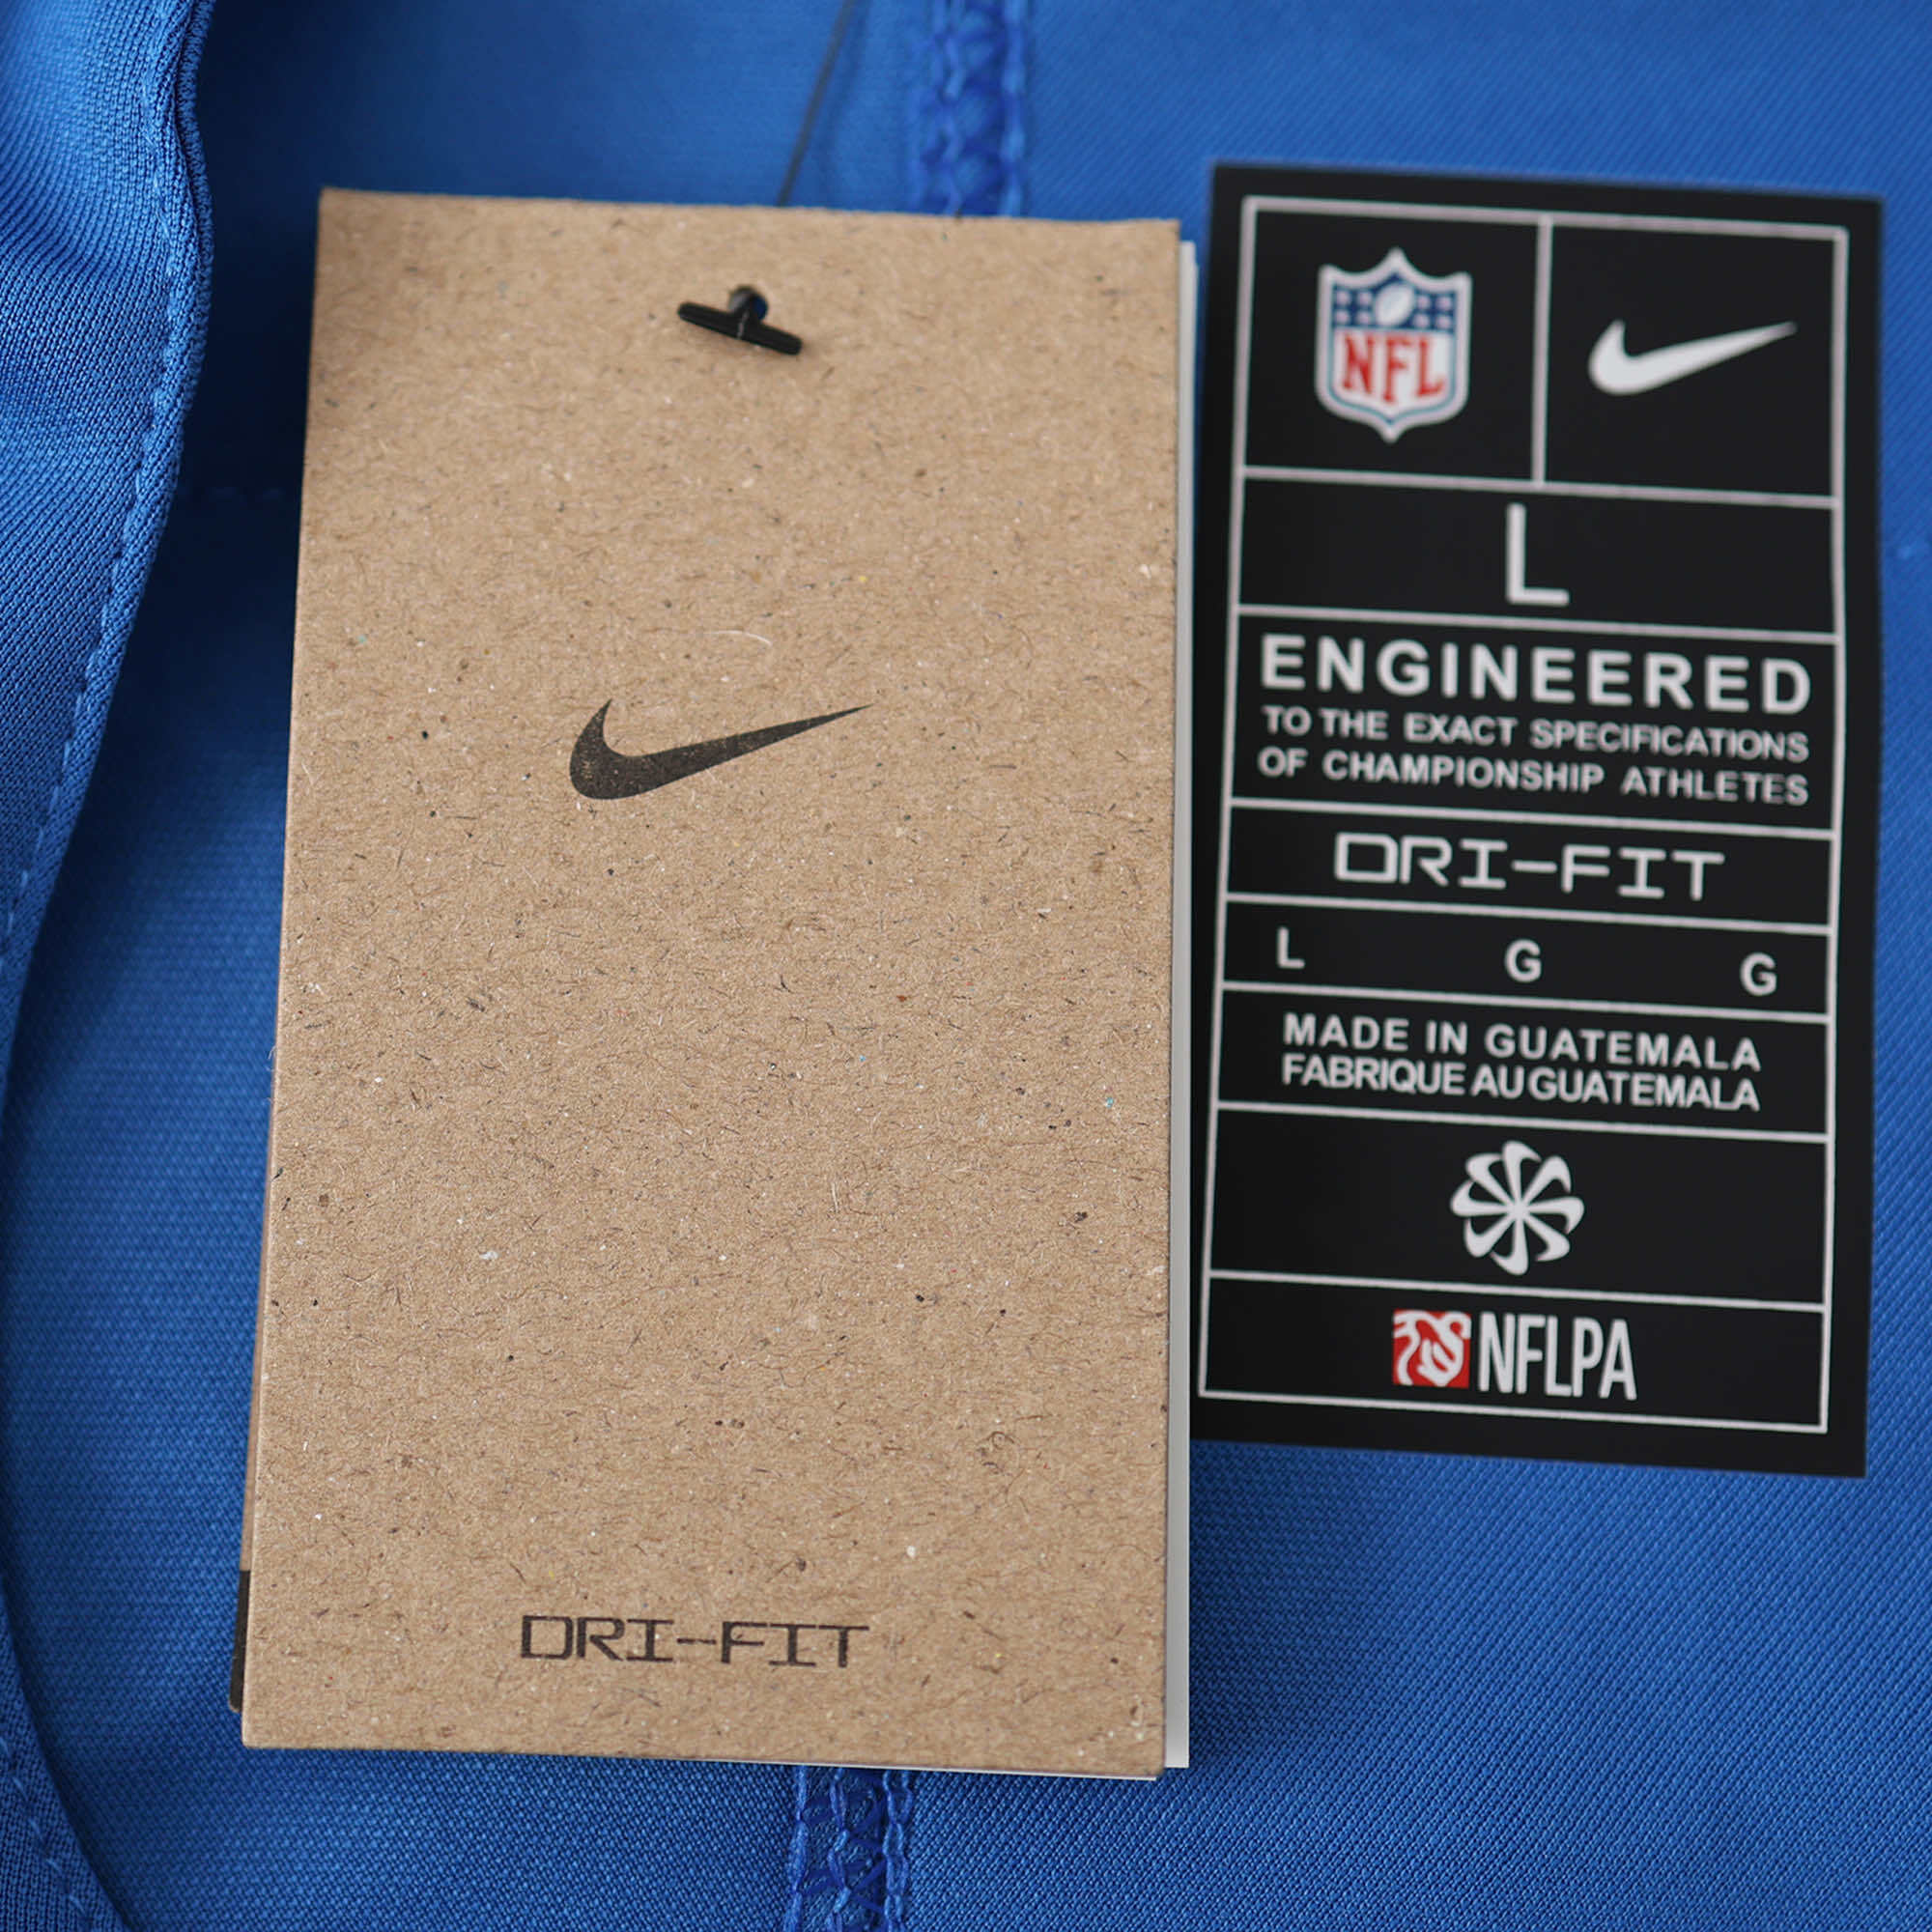 DRI-FIT
NFL
L
ENGINEERED
TO THE EXACT SPECIFICATIONS
OF CHAMPIONSHIP ATHLETES
DRI-FIT
L G G
MADE IN GUATEMALA
FABRIQUE AU GUATEMALA
NFLPA